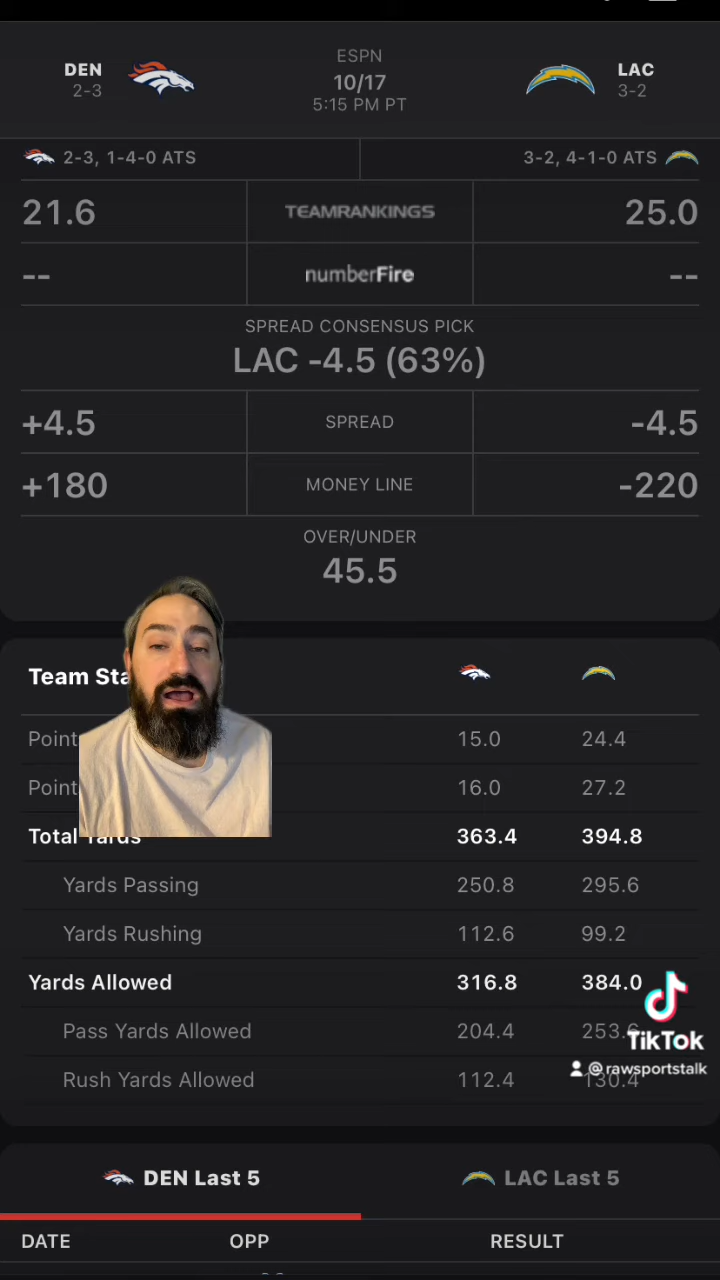 ESPN
DEN
LAC
2-3
10/17
3-2
5:15 PM PT
2-3, 1-4-0 ATS
3-2, 4-1-0 ATS
21.6
TEAMRANKINGS
25.0
--
numberFire
--
SPREAD CONSENSUS PICK
LAC -4.5 (63%)
+4.5
SPREAD
-4.5
+180
MONEY LINE
-220
OVER/UNDER
45.5
Team Sta
Point
15.0
24.4
Point
16.0
27.2
Total Yards
363.4
394.8
Yards Passing
250.8
295.6
Yards Rushing
112.6
99.2
Yards Allowed
316.8
384.0
Pass Yards Allowed
204.4
253.6
TikTok
@rawsportstalk
Rush Yards Allowed
112.4
130.4
DEN Last 5
LAC Last 5
DATE
OPP
RESULT